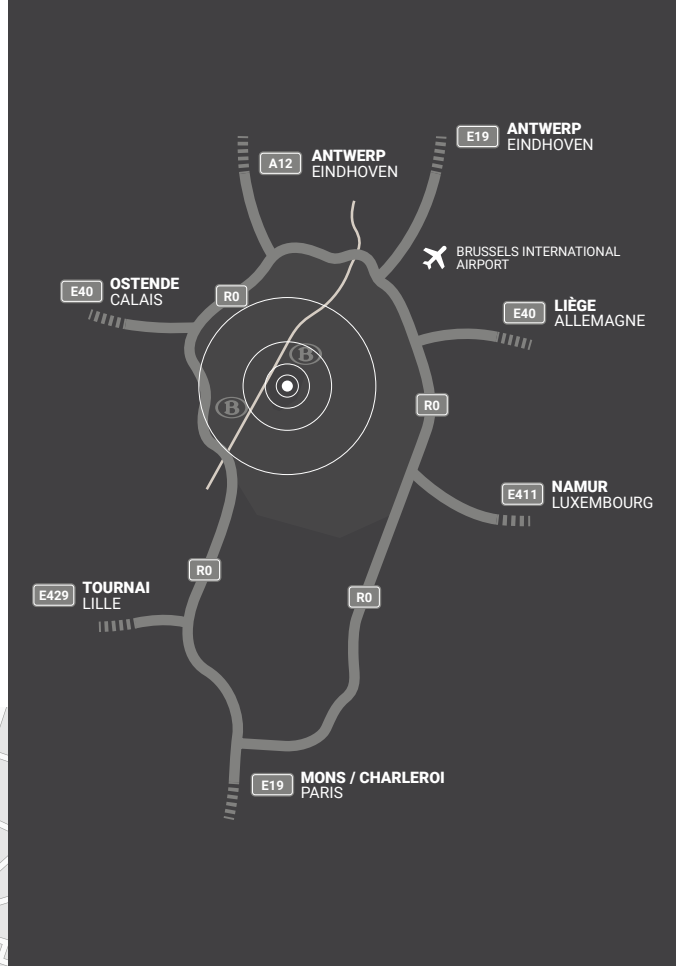 E19
ANTWERP
EINDHOVEN
A12
ANTWERP
EINDHOVEN
BRUSSELS INTERNATIONAL
AIRPORT
E40
OSTENDE
CALAIS
R0
E40
LIÈGE
ALLEMAGNE
B
B
R0
E411
NAMUR
LUXEMBOURG
R0
E429
TOURNAI
LILLE
R0
E19
MONS / CHARLEROI
PARIS